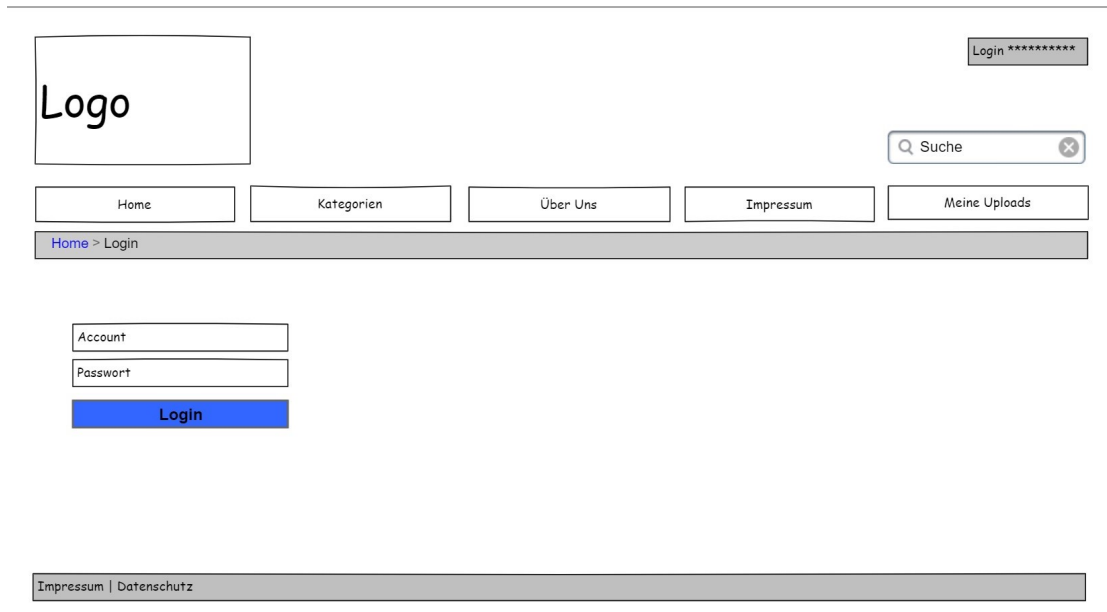 Login **********
Logo
Suche
Home
Kategorien
Über Uns
Impressum
Meine Uploads
Home > Login
Account
Passwort
Login
Impressum | Datenschutz